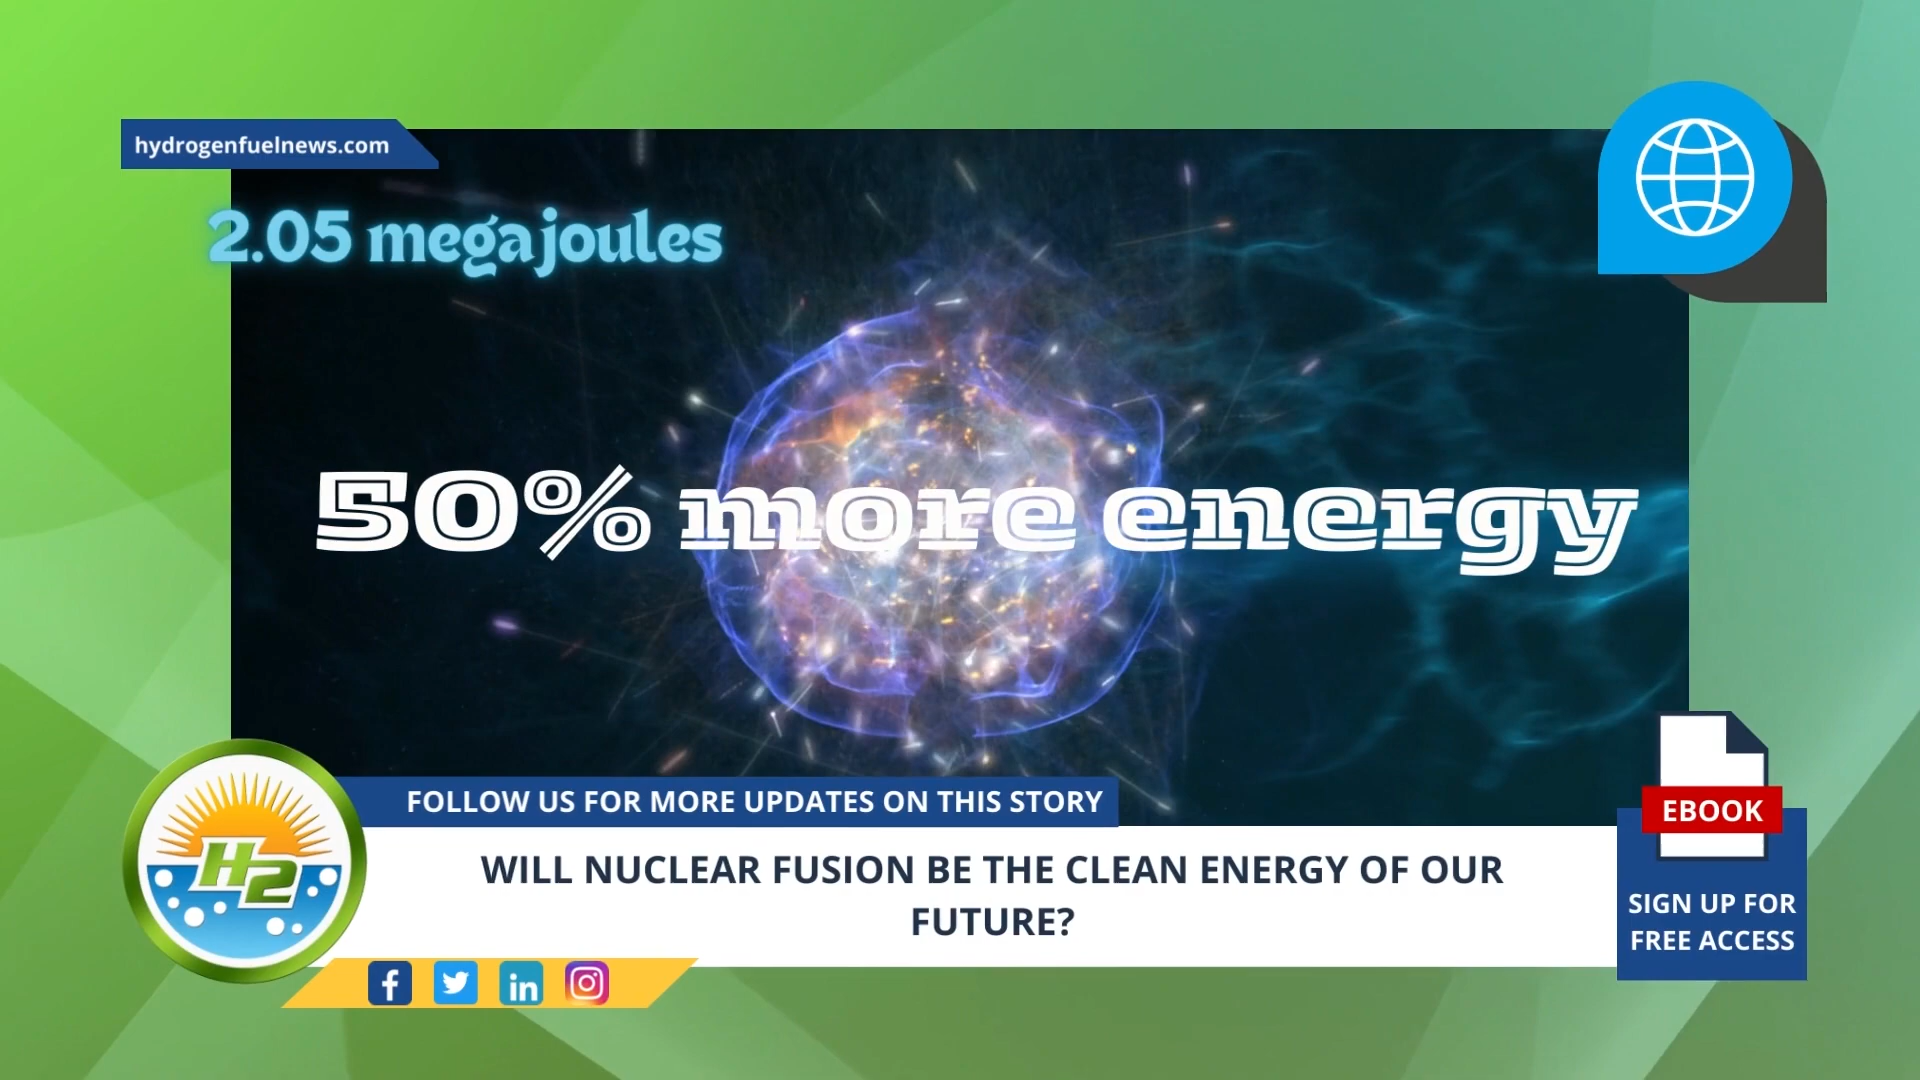 hydrogenfuelnews.com
2.05 megajoules
50% more energy
FOLLOW US FOR MORE UPDATES ON THIS STORY
H2
WILL NUCLEAR FUSION BE THE CLEAN ENERGY OF OUR
FUTURE?
EBOOK
SIGN UP FOR
FREE ACCESS